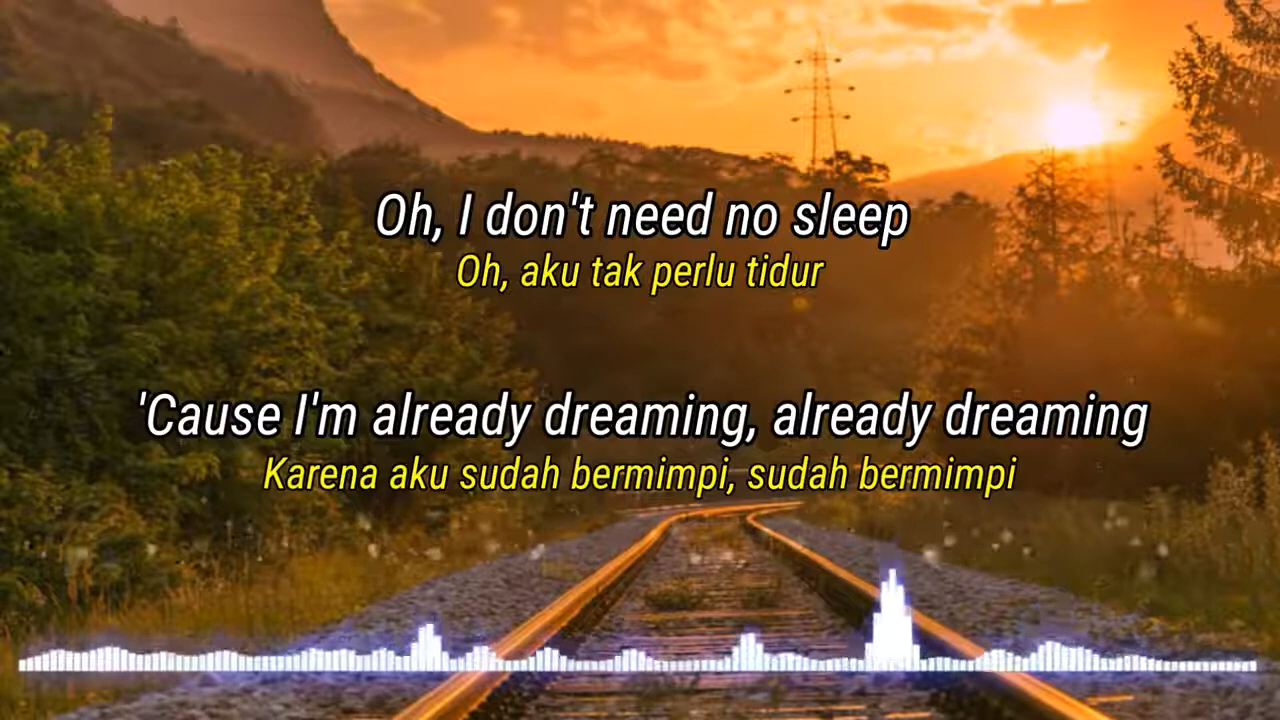 Oh, I don't need no sleep
Oh, aku tak perlu tidur
'Cause I'm already dreaming, already dreaming
Karena aku sudah bermimpi, sudah bermimpi